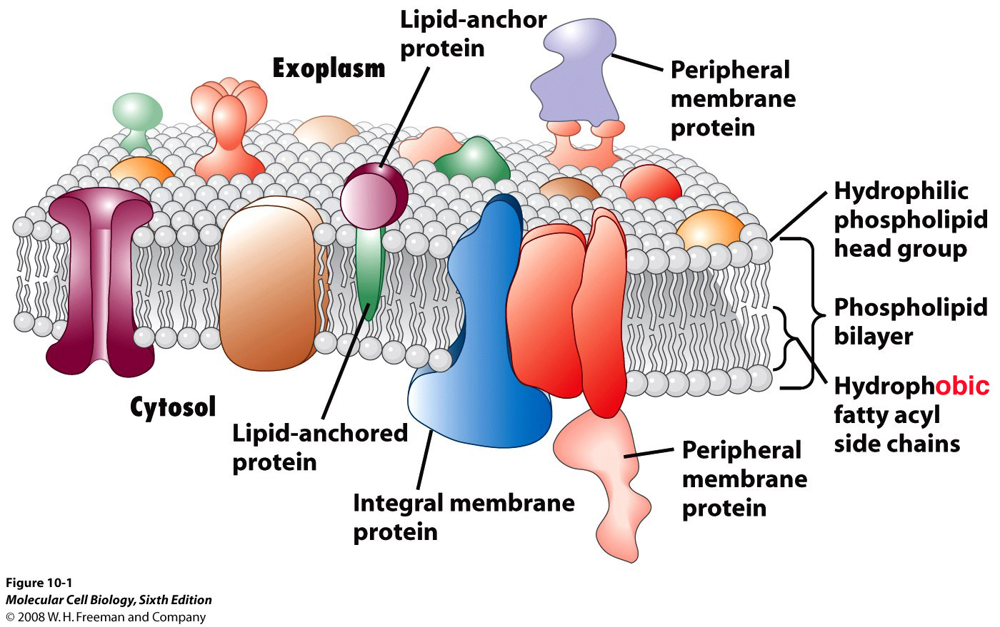 Lipid-anchor
protein
Exoplasm
Peripheral
membrane
protein
Hydrophilic
phospholipid
head group
Phospholipid
bilayer
Hydrophobic
fatty acyl
side chains
Cytosol
Lipid-anchored
protein
Integral membrane
protein
Peripheral
membrane
protein
Figure 10-1
Molecular Cell Biology, Sixth Edition
© 2008 W. H. Freeman and Company